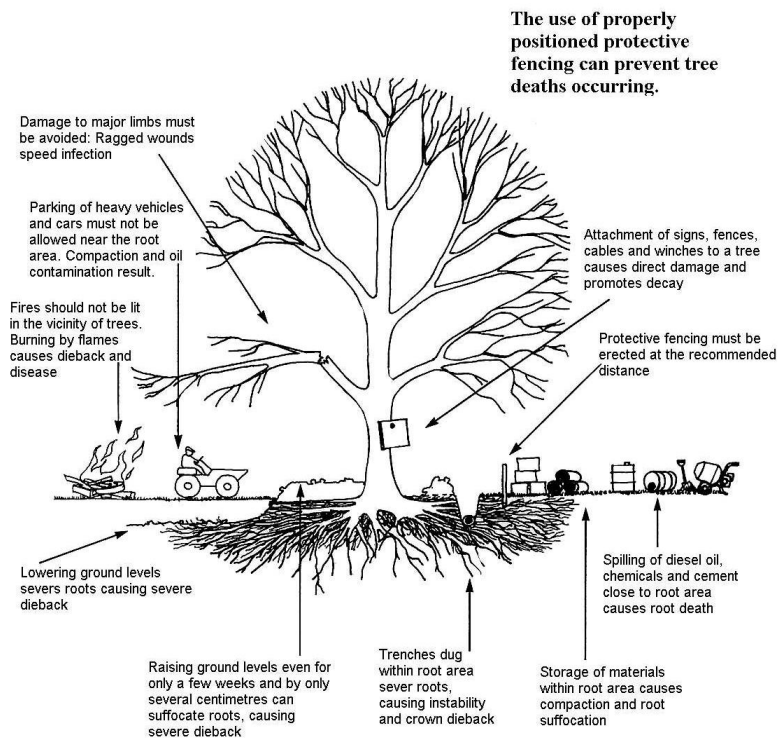 The use of properly
positioned protective
fencing can prevent tree
deaths occurring.
Damage to major limbs must
be avoided: Ragged wounds
speed infection
Parking of heavy vehicles
and cars must not be
allowed near the root
area. Compaction and oil
contamination result.
Fires should not be lit
in the vicinity of trees.
Burning by flames
causes dieback and
disease
Attachment of signs, fences,
cables and winches to a tree
causes direct damage and
promotes decay
Protective fencing must be
erected at the recommended
distance
Lowering ground levels
severs roots causing severe
dieback
Raising ground levels even for
only a few weeks and by only
several centimetres can
suffocate roots, causing
severe dieback
Trenches dug
within root area
sever roots,
causing instability
and crown dieback
Storage of materials
within root area causes
compaction and root
suffocation
Spilling of diesel oil,
chemicals and cement
close to root area
causes root death